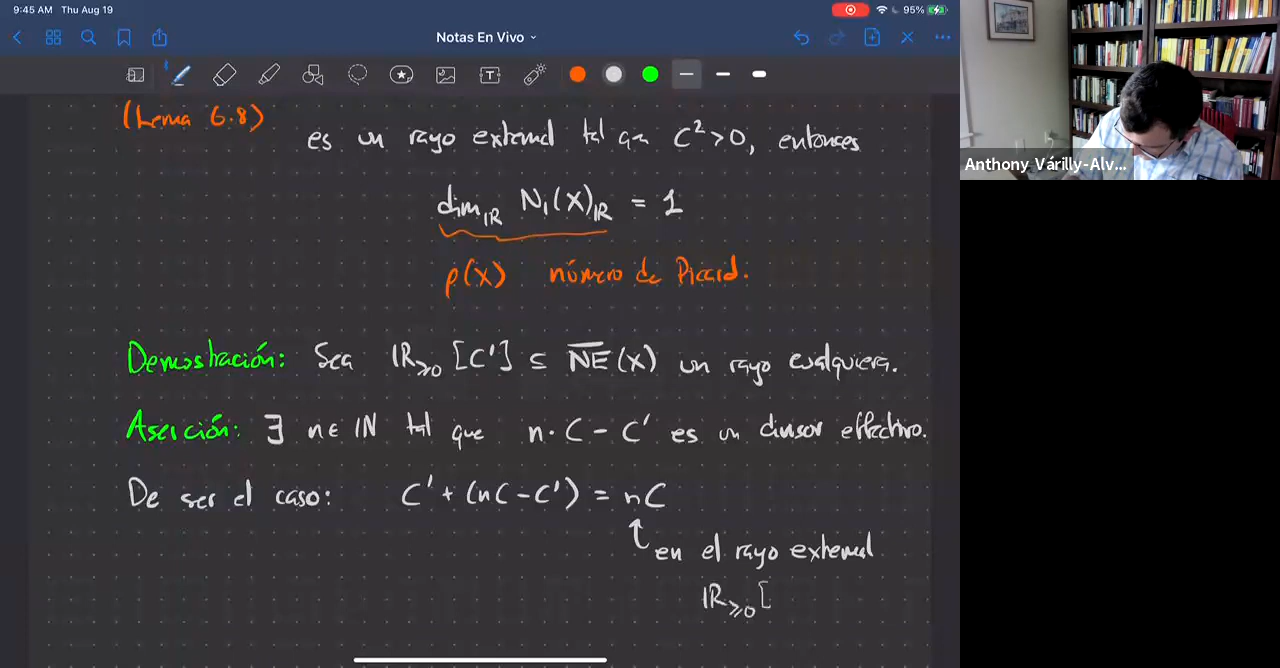 9:45 AM Thu Aug 19
95%
Notas En Vivo
(Lema 6.8)
es un rayo extremal tal que C² > 0, entonces
dim_ℝ N₁(X)_ℝ = 1
ρ(X) número de Picard.
Demostración: Sea ℝ≥0 [C'] ⊆ N̅E̅(X) un rayo cualquiera.
Aserción: ∃ n ∈ ℕ tal que n·C - C' es un divisor effectivo.
De ser el caso: C' + (nC - C') = nC
↑ en el rayo extremal
ℝ≥0 [
Anthony Várilly-Alv...